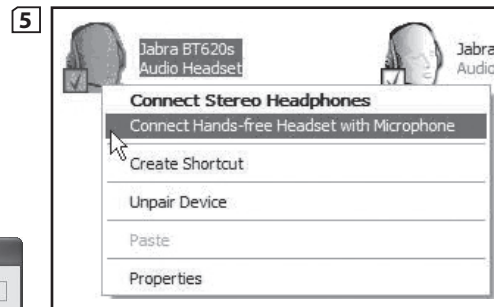 5
Jabra BT620s
Audio Headset
Jabra
Audio
Connect Stereo Headphones
Connect Hands-free Headset with Microphone
Create Shortcut
Unpair Device
Paste
Properties